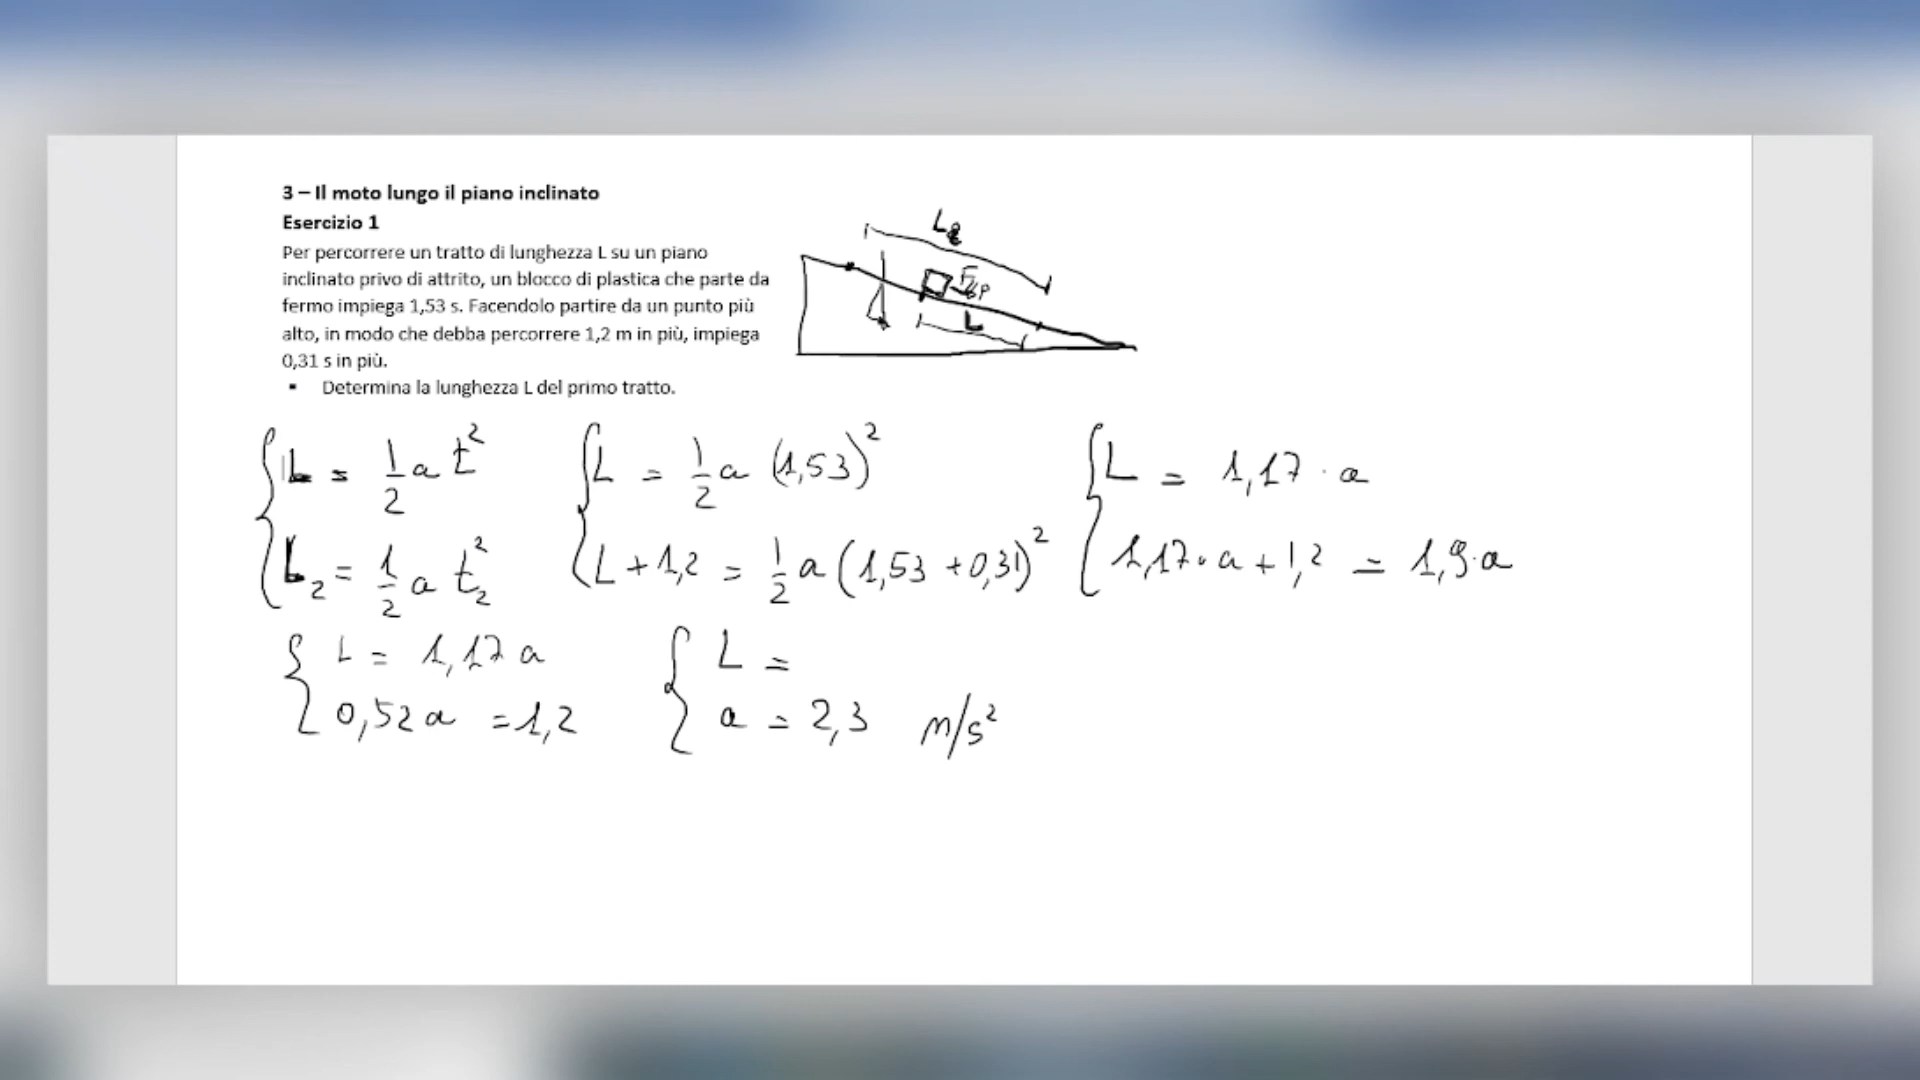 3 – Il moto lungo il piano inclinato
Esercizio 1
Per percorrere un tratto di lunghezza L su un piano
inclinato privo di attrito, un blocco di plastica che parte da
fermo impiega 1,53 s. Facendolo partire da un punto più
alto, in modo che debba percorrere 1,2 m in più, impiega
0,31 s in più.
▪ Determina la lunghezza L del primo tratto.
L₂
L
L = 1/2 a t²
L₂ = 1/2 a t₂²
L = 1/2 a (1,53)²
L + 1,2 = 1/2 a (1,53 + 0,31)²
L = 1,17 · a
1,17 · a + 1,2 = 1,9 · a
L = 1,17 a
0,52 a = 1,2
L =
a = 2,3 m/s²